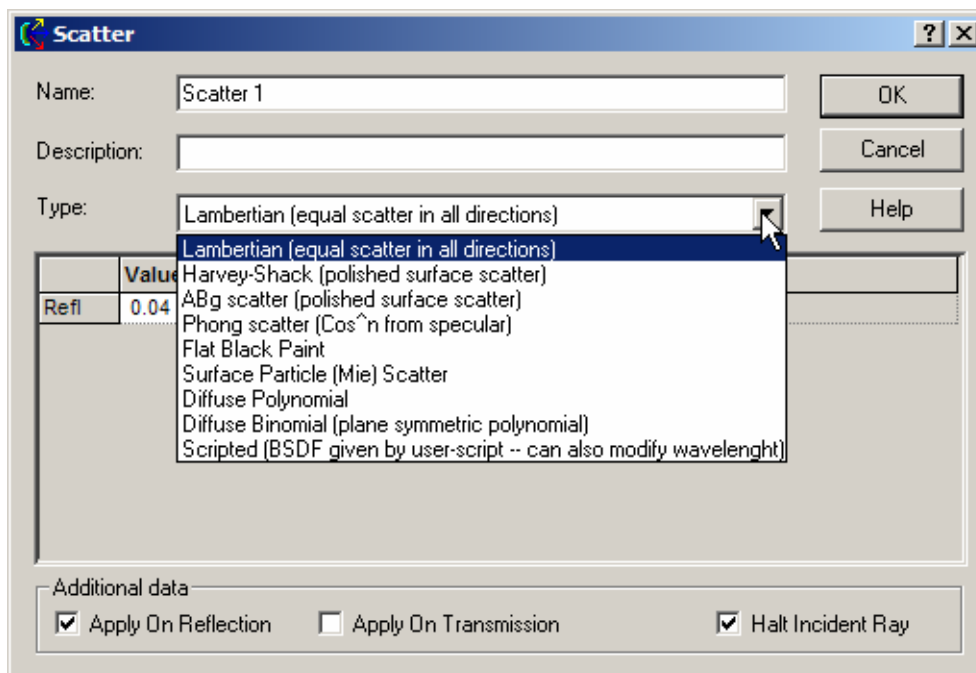 Scatter
Name:
Scatter 1
OK
Description:
Cancel
Type:
Lambertian (equal scatter in all directions)
Help
Lambertian (equal scatter in all directions)
Harvey-Shack (polished surface scatter)
ABg scatter (polished surface scatter)
Phong scatter (Cos^n from specular)
Flat Black Paint
Surface Particle (Mie) Scatter
Diffuse Polynomial
Diffuse Binomial (plane symmetric polynomial)
Scripted (BSDF given by user-script -- can also modify wavelenght)
Value
Refl 0.04
Additional data
Apply On Reflection Apply On Transmission Halt Incident Ray